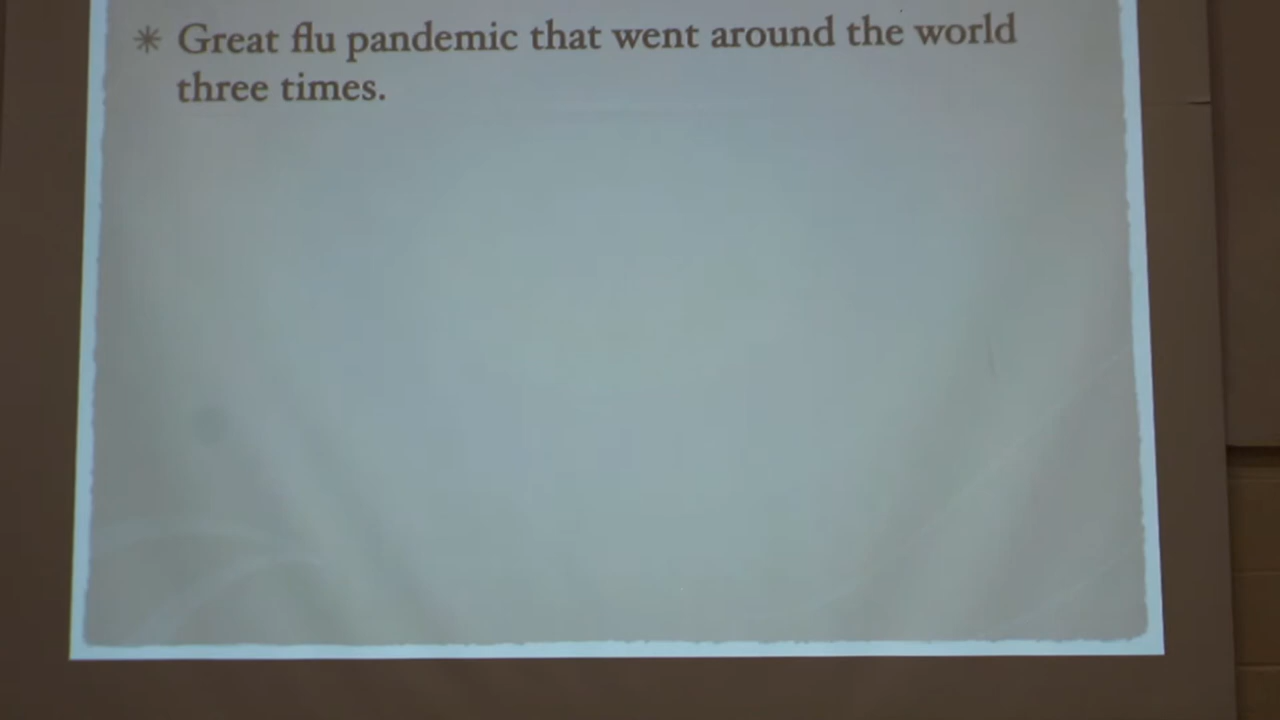 Great flu pandemic that went around the world
three times.